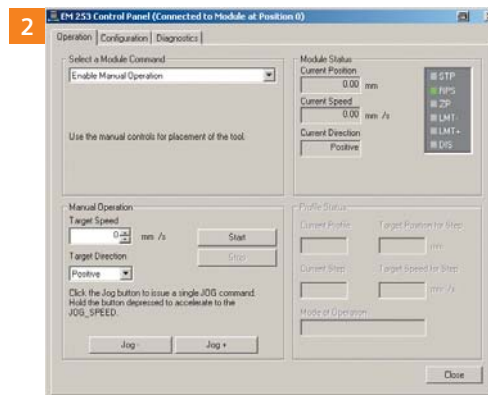 2
EM 253 Control Panel (Connected to Module at Position 0)
Operation
Configuration
Diagnostics
Select a Module Command
Enable Manual Operation
Use the manual controls for placement of the tool.
Module Status
Current Position
0.00 mm
Current Speed
0.00 mm /s
Current Direction
Positive
STP
RPS
ZP
LMT-
LMT+
DIS
Manual Operation
Target Speed
0 mm /s
Start
Stop
Target Direction
Positive
Click the Jog button to issue a single JOG command.
Hold the button depressed to accelerate to the
JOG_SPEED.
Jog -
Jog +
Profile Status
Current Profile
Target Position for Step
mm
Current Step
Target Speed for Step
mm /s
Mode of Operation
Close